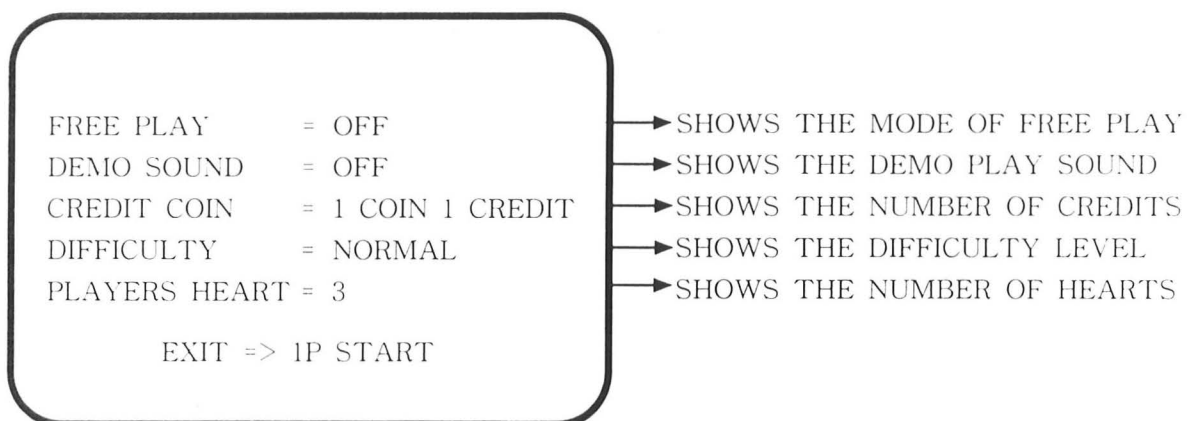 FREE PLAY = OFF SHOWS THE MODE OF FREE PLAY
DEMO SOUND = OFF SHOWS THE DEMO PLAY SOUND
CREDIT COIN = 1 COIN 1 CREDIT SHOWS THE NUMBER OF CREDITS
DIFFICULTY = NORMAL SHOWS THE DIFFICULTY LEVEL
PLAYERS HEART = 3 SHOWS THE NUMBER OF HEARTS
EXIT => 1P START